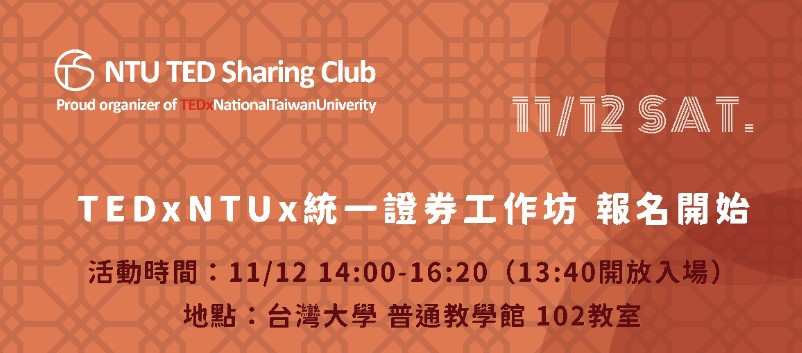 NTU TED Sharing Club
Proud organizer of TEDxNationalTaiwanUniverity
11/12 SAT.
TEDxNTUx統一證券工作坊 報名開始
活動時間：11/12 14:00-16:20（13:40開放入場）
地點：台灣大學 普通教學館 102教室